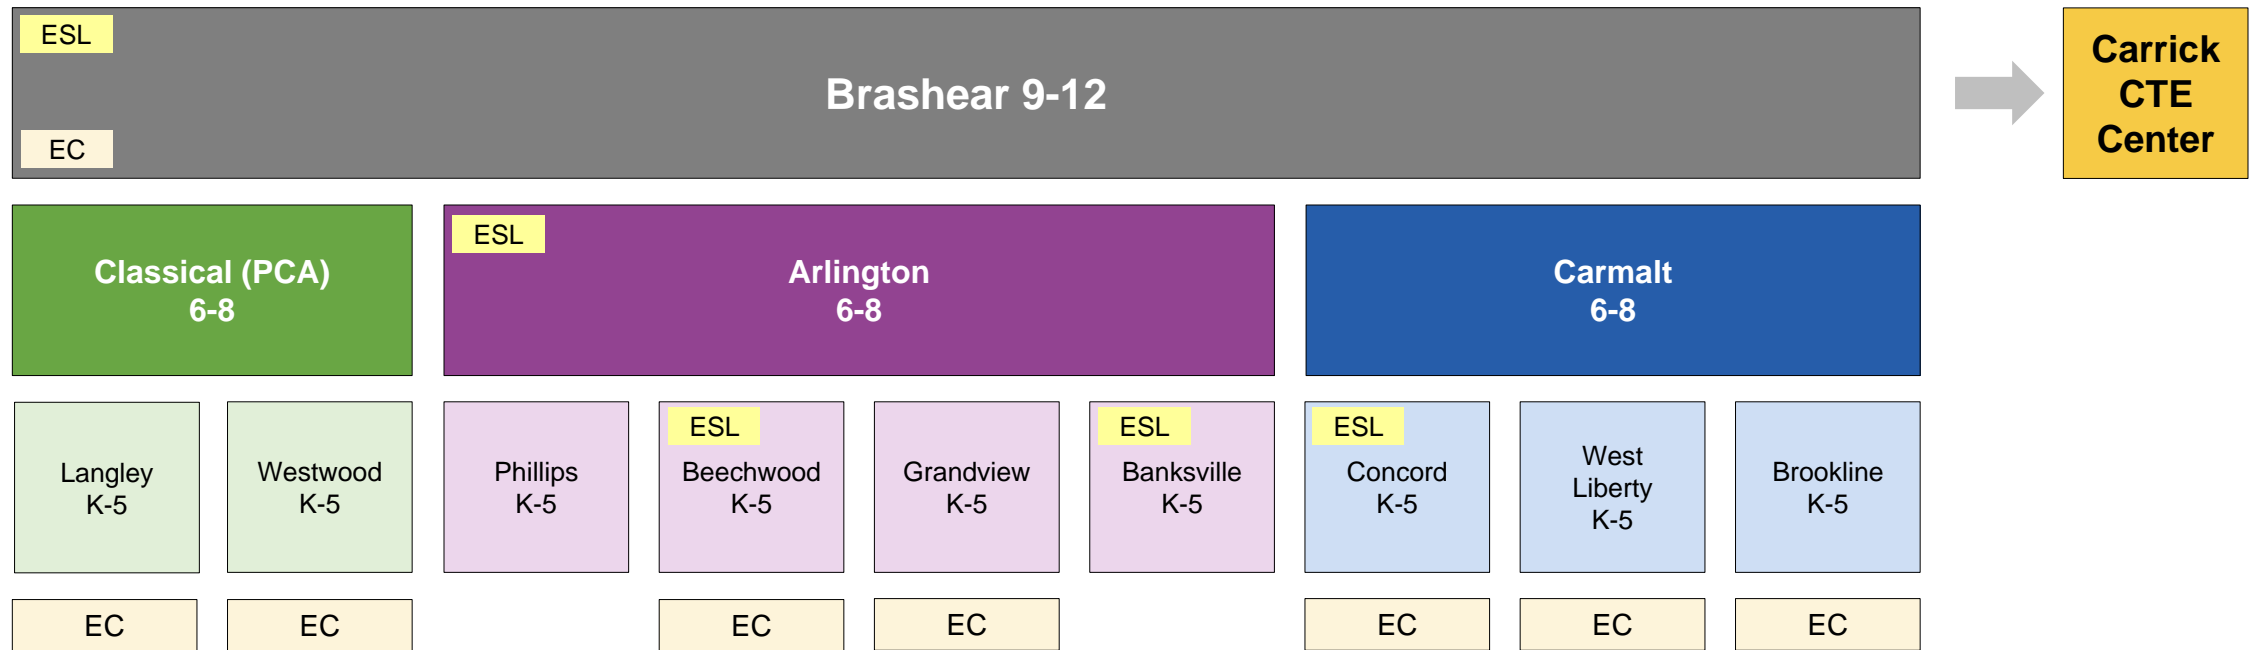 ESL
Brashear 9-12
EC
Carrick
CTE
Center
Classical (PCA)
6-8
ESL
Arlington
6-8
Carmalt
6-8
Langley
K-5
Westwood
K-5
Phillips
K-5
ESL
Beechwood
K-5
Grandview
K-5
ESL
Banksville
K-5
ESL
Concord
K-5
West
Liberty
K-5
Brookline
K-5
EC
EC
EC
EC
EC
EC
EC